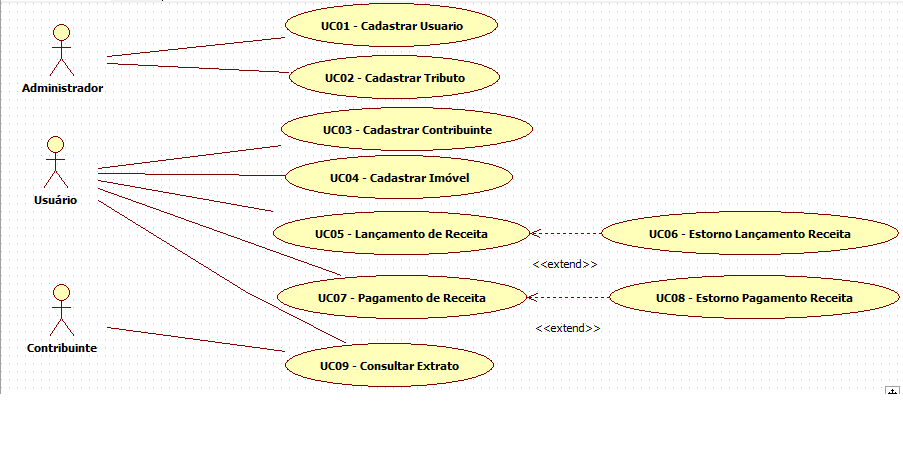 UC01 - Cadastrar Usuario
Administrador
UC02 - Cadastrar Tributo
UC03 - Cadastrar Contribuinte
Usuário
UC04 - Cadastrar Imóvel
UC05 - Lançamento de Receita
UC06 - Estorno Lançamento Receita
<<extend>>
UC07 - Pagamento de Receita
UC08 - Estorno Pagamento Receita
<<extend>>
Contribuinte
UC09 - Consultar Extrato